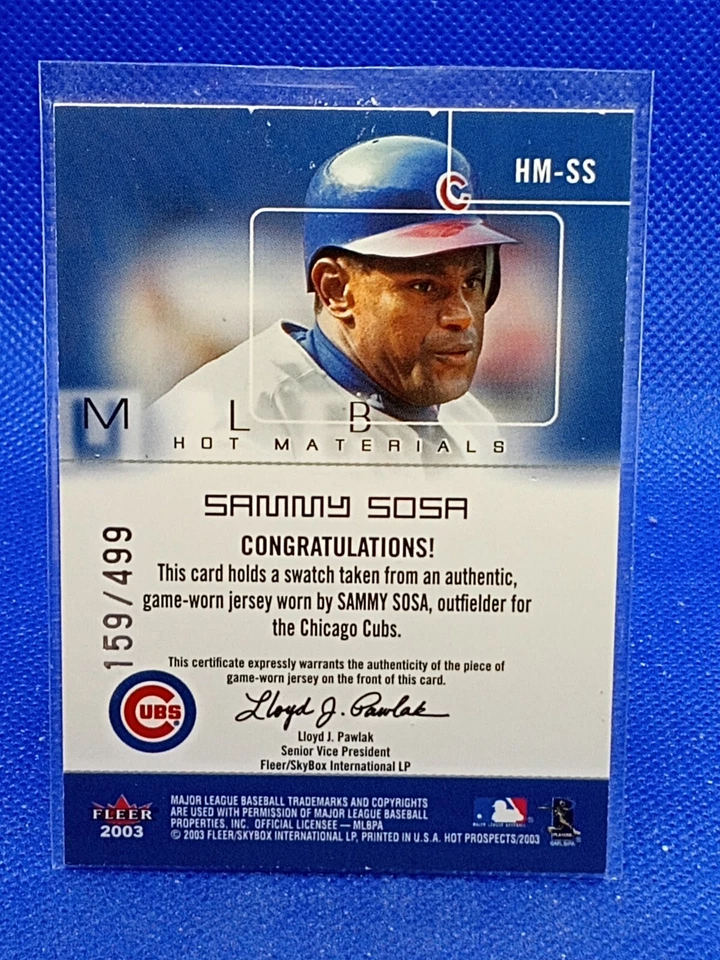 HM-SS
C
M L B
HOT MATERIALS
SAMMY SOSA
CONGRATULATIONS!
This card holds a swatch taken from an authentic,
game-worn jersey worn by SAMMY SOSA, outfielder for
the Chicago Cubs.
159/499
This certificate expressly warrants the authenticity of the piece of
game-worn jersey on the front of this card.
CUBS
Lloyd J. Pawlak
Lloyd J. Pawlak
Senior Vice President
Fleer/SkyBox International LP
FLEER
2003
MAJOR LEAGUE BASEBALL TRADEMARKS AND COPYRIGHTS
ARE USED WITH PERMISSION OF MAJOR LEAGUE BASEBALL
PROPERTIES, INC. OFFICIAL LICENSEE — MLBPA
© 2003 FLEER/SKYBOX INTERNATIONAL LP, PRINTED IN U.S.A. HOT PROSPECTS/2003